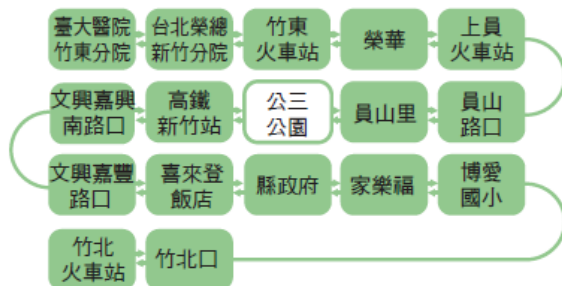 臺大醫院
竹東分院
台北榮總
新竹分院
竹東
火車站
榮華
上員
火車站
文興嘉興
南路口
高鐵
新竹站
公三
公園
員山里
員山
路口
文興嘉豐
路口
喜來登
飯店
縣政府
家樂福
博愛
國小
竹北
火車站
竹北口